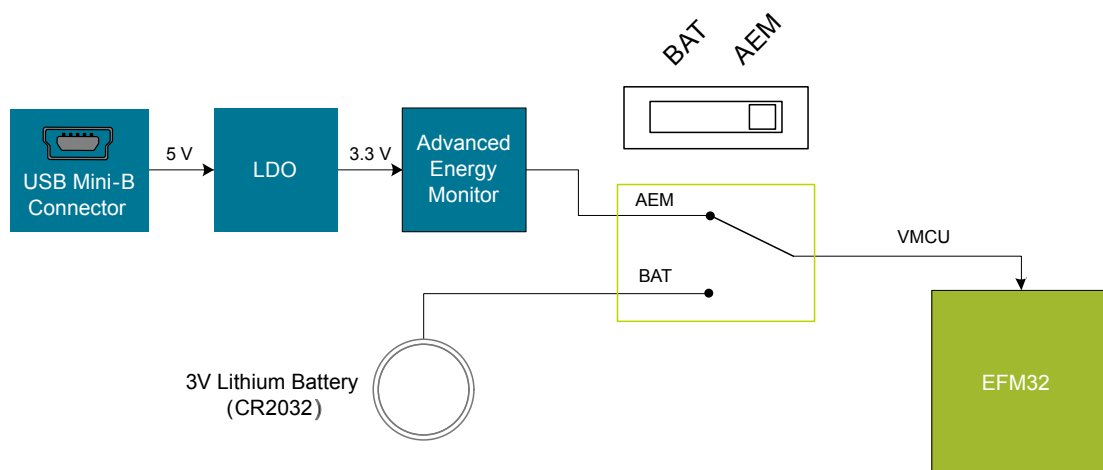 BAT AEM
USB Mini-B
Connector
5 V
LDO
3.3 V
Advanced
Energy
Monitor
AEM
BAT
VMCU
EFM32
3V Lithium Battery
(CR2032)